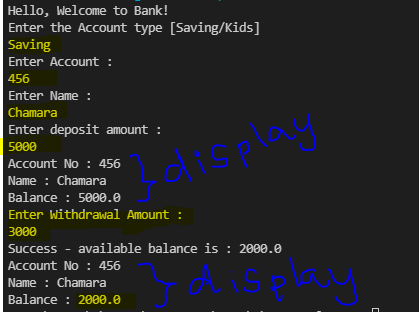 Hello, Welcome to Bank!
Enter the Account type [Saving/Kids]
Saving
Enter Account :
456
Enter Name :
Chamara
Enter deposit amount :
5000
Account No : 456
Name : Chamara
Balance : 5000.0
display
Enter Withdrawal Amount :
3000
Success - available balance is : 2000.0
Account No : 456
Name : Chamara
Balance : 2000.0
display